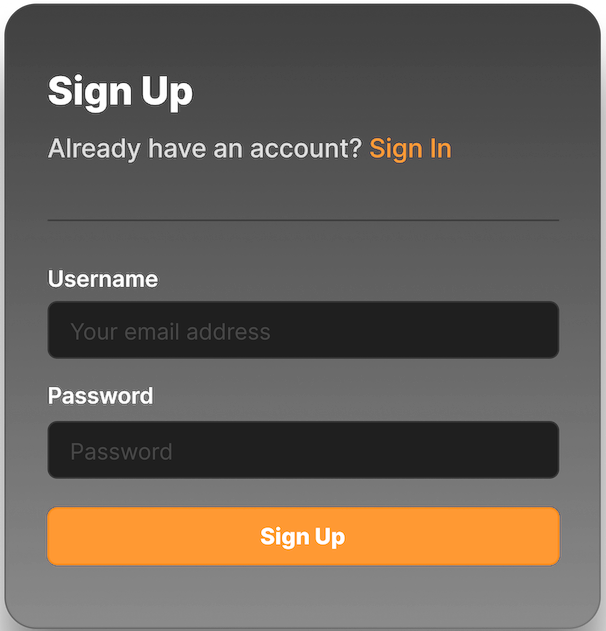 Sign Up
Already have an account? Sign In
Username
Your email address
Password
Password
Sign Up